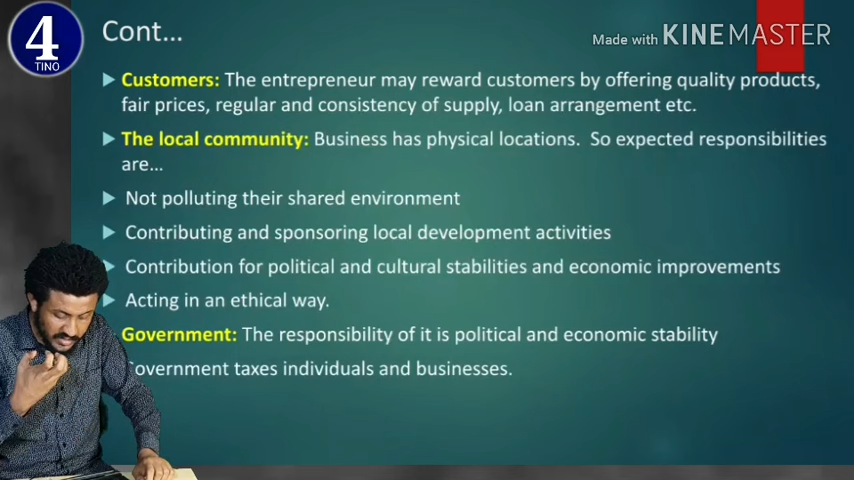 4
TINO
Cont...
Made with KINEMASTER
Customers: The entrepreneur may reward customers by offering quality products,
fair prices, regular and consistency of supply, loan arrangement etc.
The local community: Business has physical locations. So expected responsibilities
are...
Not polluting their shared environment
Contributing and sponsoring local development activities
Contribution for political and cultural stabilities and economic improvements
Acting in an ethical way.
Government: The responsibility of it is political and economic stability
overnment taxes individuals and businesses.